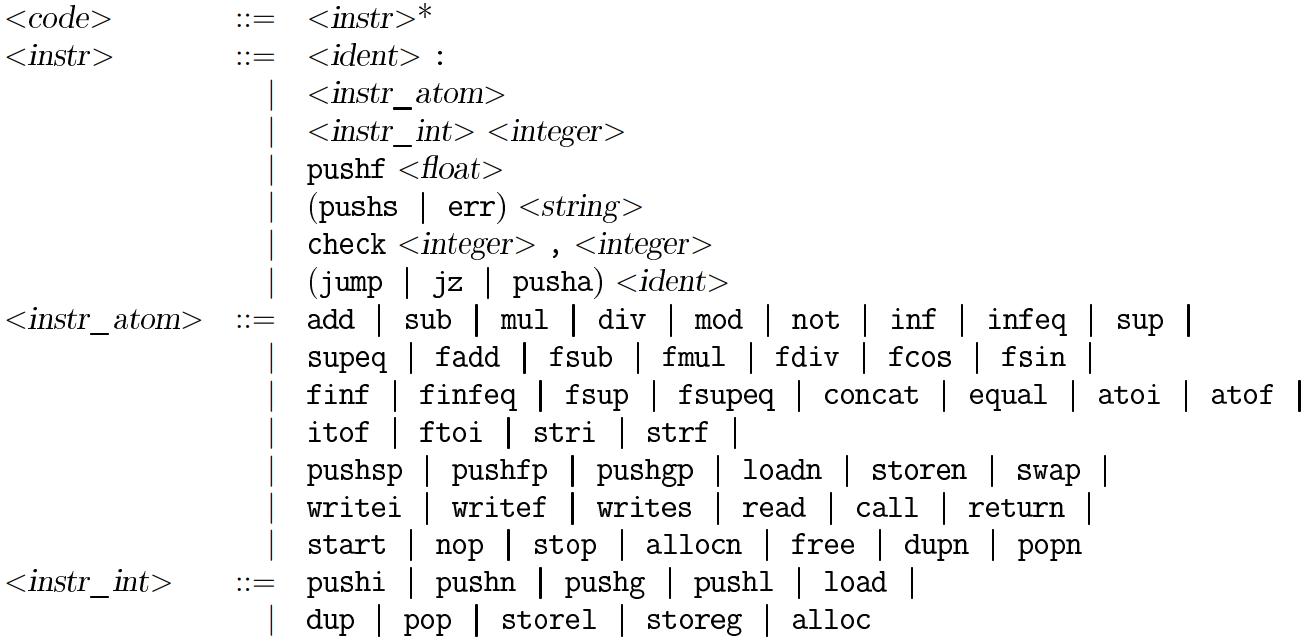 <code> ::= <instr>*
<instr> ::= <ident> :
| <instr_atom>
| <instr_int> <integer>
| pushf <float>
| (pushs | err) <string>
| check <integer> , <integer>
| (jump | jz | pusha) <ident>
<instr_atom> ::= add | sub | mul | div | mod | not | inf | infeq | sup |
| supeq | fadd | fsub | fmul | fdiv | fcos | fsin |
| finf | finfeq | fsup | fsupeq | concat | equal | atoi | atof |
| itof | ftoi | stri | strf |
| pushsp | pushfp | pushgp | loadn | storen | swap |
| writei | writef | writes | read | call | return |
| start | nop | stop | allocn | free | dupn | popn
<instr_int> ::= pushi | pushn | pushg | pushl | load |
| dup | pop | storel | storeg | alloc